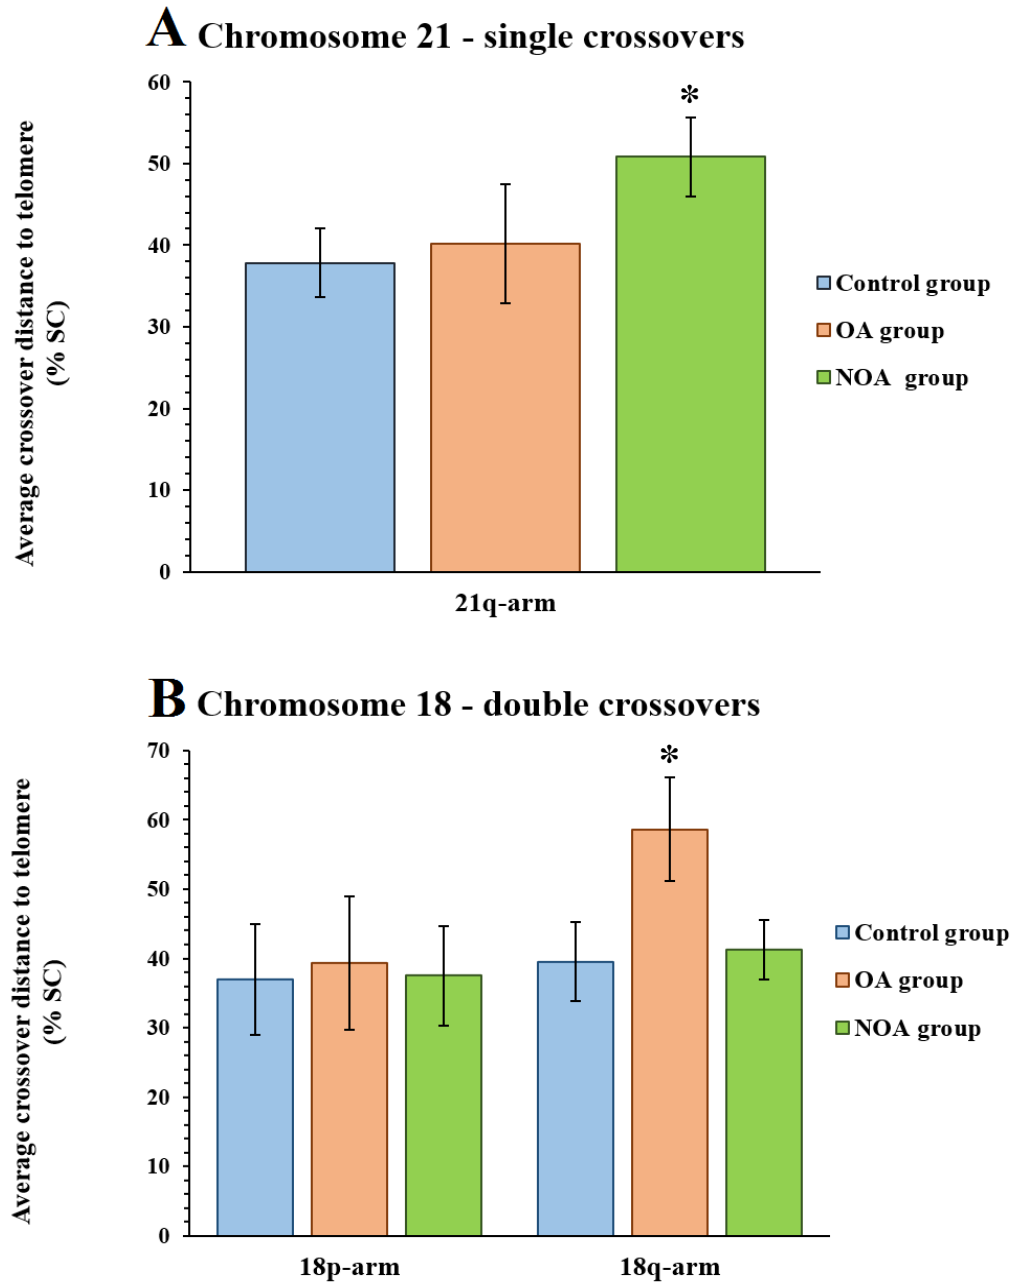 A Chromosome 21 - single crossovers
Average crossover distance to telomere
(% SC)
60
50
40
30
20
10
0
*
21q-arm
Control group
OA group
NOA group
B Chromosome 18 - double crossovers
Average crossover distance to telomere
(% SC)
70
60
50
40
30
20
10
0
*
18p-arm
18q-arm
Control group
OA group
NOA group